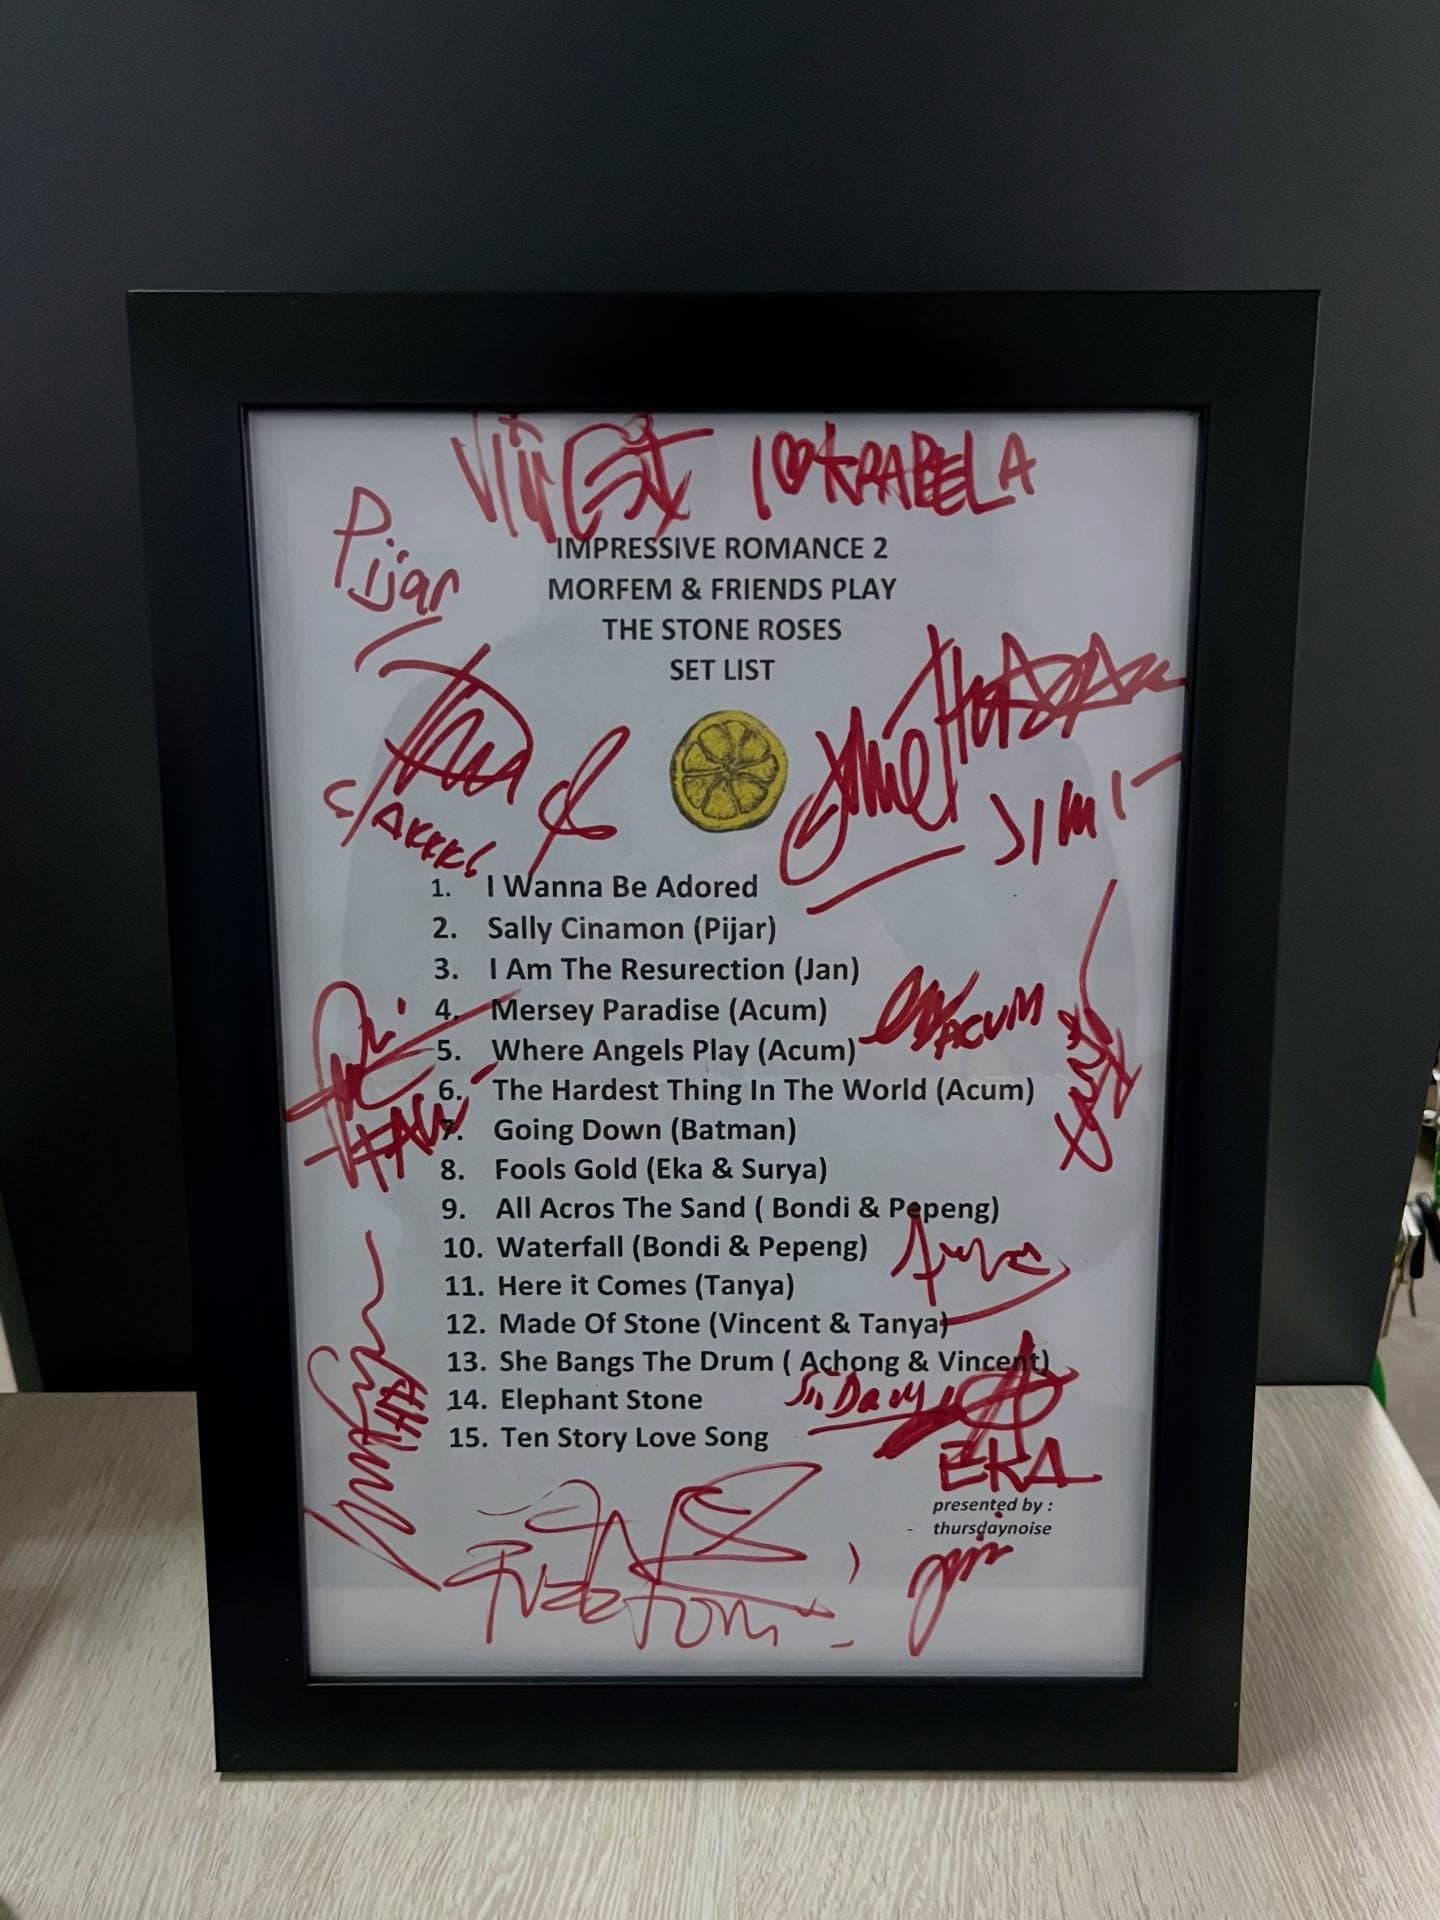 Pijar
IMPRESSIVE ROMANCE 2
MORFEM & FRIENDS PLAY
THE STONE ROSES
SET LIST
JIMI
1. I Wanna Be Adored
2. Sally Cinamon (Pijar)
3. I Am The Resurection (Jan)
4. Mersey Paradise (Acum)
ACUM
5. Where Angels Play (Acum)
6. The Hardest Thing In The World (Acum)
7. Going Down (Batman)
8. Fools Gold (Eka & Surya)
9. All Acros The Sand ( Bondi & Pepeng)
10. Waterfall (Bondi & Pepeng)
11. Here it Comes (Tanya)
12. Made Of Stone (Vincent & Tanya)
13. She Bangs The Drum ( Achong & Vincent)
14. Elephant Stone
15. Ten Story Love Song
EKA
presented by :
- thursdaynoise